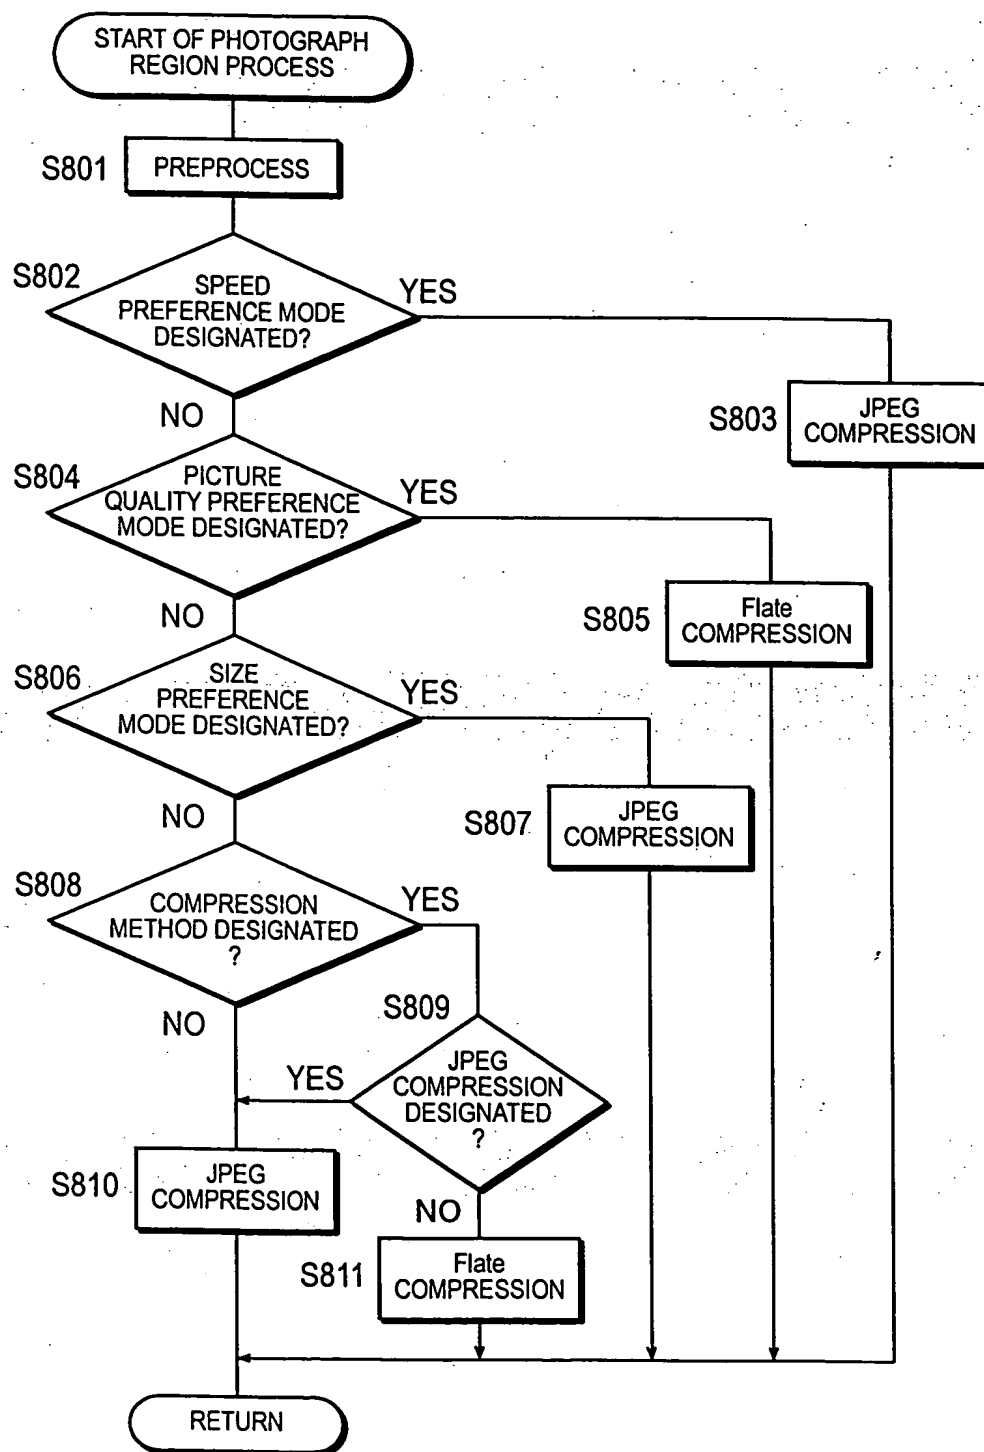 START OF PHOTOGRAPH
REGION PROCESS
S801
PREPROCESS
S802
SPEED
PREFERENCE MODE
DESIGNATED?
YES
NO
S803
JPEG
COMPRESSION
S804
PICTURE
QUALITY PREFERENCE
MODE DESIGNATED?
YES
NO
S805
Flate
COMPRESSION
S806
SIZE
PREFERENCE
MODE DESIGNATED?
YES
NO
S807
JPEG
COMPRESSION
S808
COMPRESSION
METHOD DESIGNATED
?
YES
NO
S809
JPEG
COMPRESSION
DESIGNATED
?
YES
NO
S810
JPEG
COMPRESSION
S811
Flate
COMPRESSION
RETURN